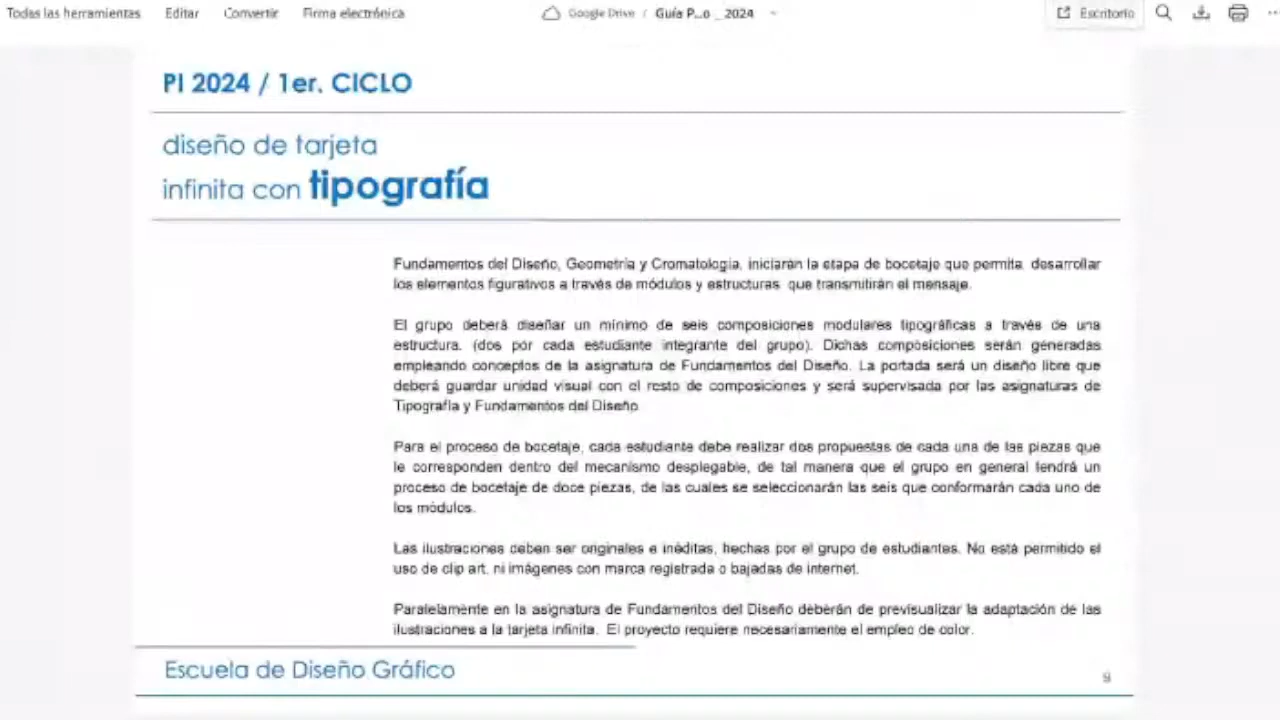 Todas las herramientas Editar Convertir Firma electrónica Google Drive / Guía P...o _ 2024 Escritorio
PI 2024 / 1er. CICLO
diseño de tarjeta
infinita con tipografía
Fundamentos del Diseño, Geometría y Cromatología, iniciarán la etapa de bocetaje que permita desarrollar
los elementos figurativos a través de módulos y estructuras que transmitirán el mensaje.
El grupo deberá diseñar un mínimo de seis composiciones modulares tipográficas a través de una
estructura. (dos por cada estudiante integrante del grupo). Dichas composiciones serán generadas
empleando conceptos de la asignatura de Fundamentos del Diseño. La portada será un diseño libre que
deberá guardar unidad visual con el resto de composiciones y será supervisada por las asignaturas de
Tipografía y Fundamentos del Diseño
Para el proceso de bocetaje, cada estudiante debe realizar dos propuestas de cada una de las piezas que
le corresponden dentro del mecanismo desplegable, de tal manera que el grupo en general tendrá un
proceso de bocetaje de doce piezas, de las cuales se seleccionarán las seis que conformarán cada uno de
los módulos.
Las ilustraciones deben ser originales e inéditas, hechas por el grupo de estudiantes. No está permitido el
uso de clip art, ni imágenes con marca registrada o bajadas de internet.
Paralelamente en la asignatura de Fundamentos del Diseño deberán de previsualizar la adaptación de las
ilustraciones a la tarjeta infinita. El proyecto requiere necesariamente el empleo de color.
Escuela de Diseño Gráfico
9